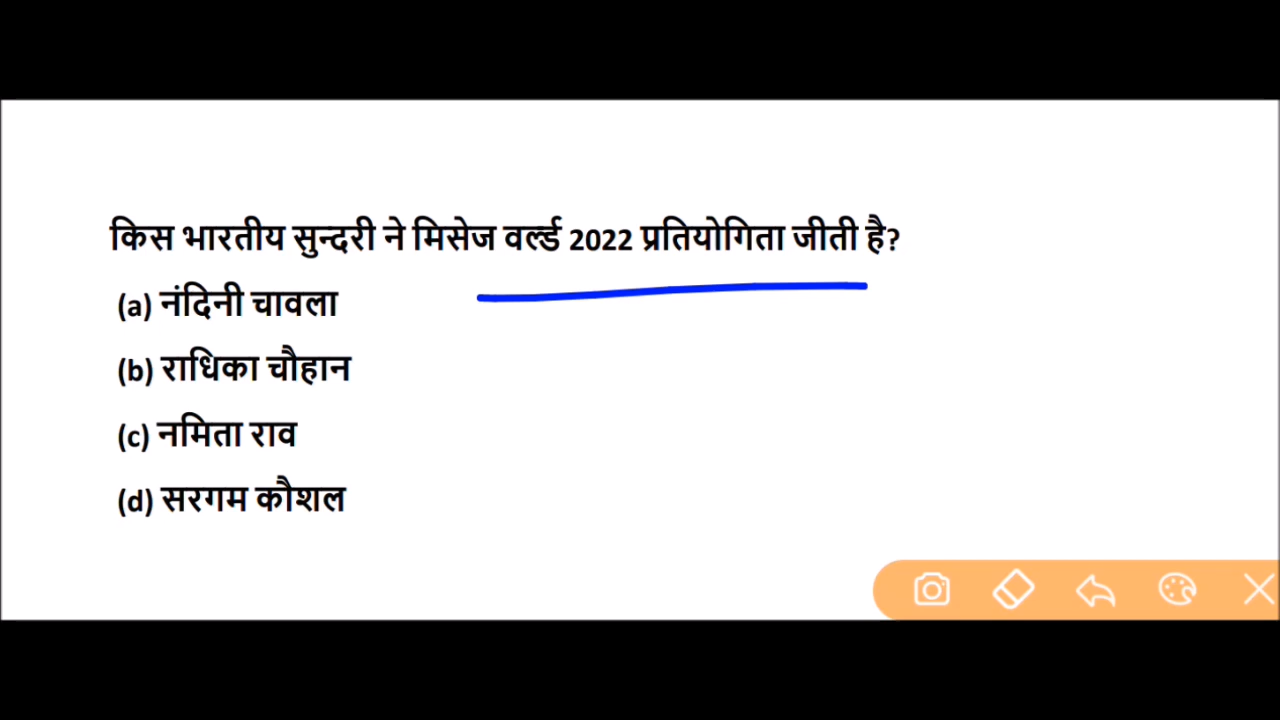 किस भारतीय सुन्दरी ने मिसेज वर्ल्ड 2022 प्रतियोगिता जीती है?
(a) नंदिनी चावला
(b) राधिका चौहान
(c) नमिता राव
(d) सरगम कौशल